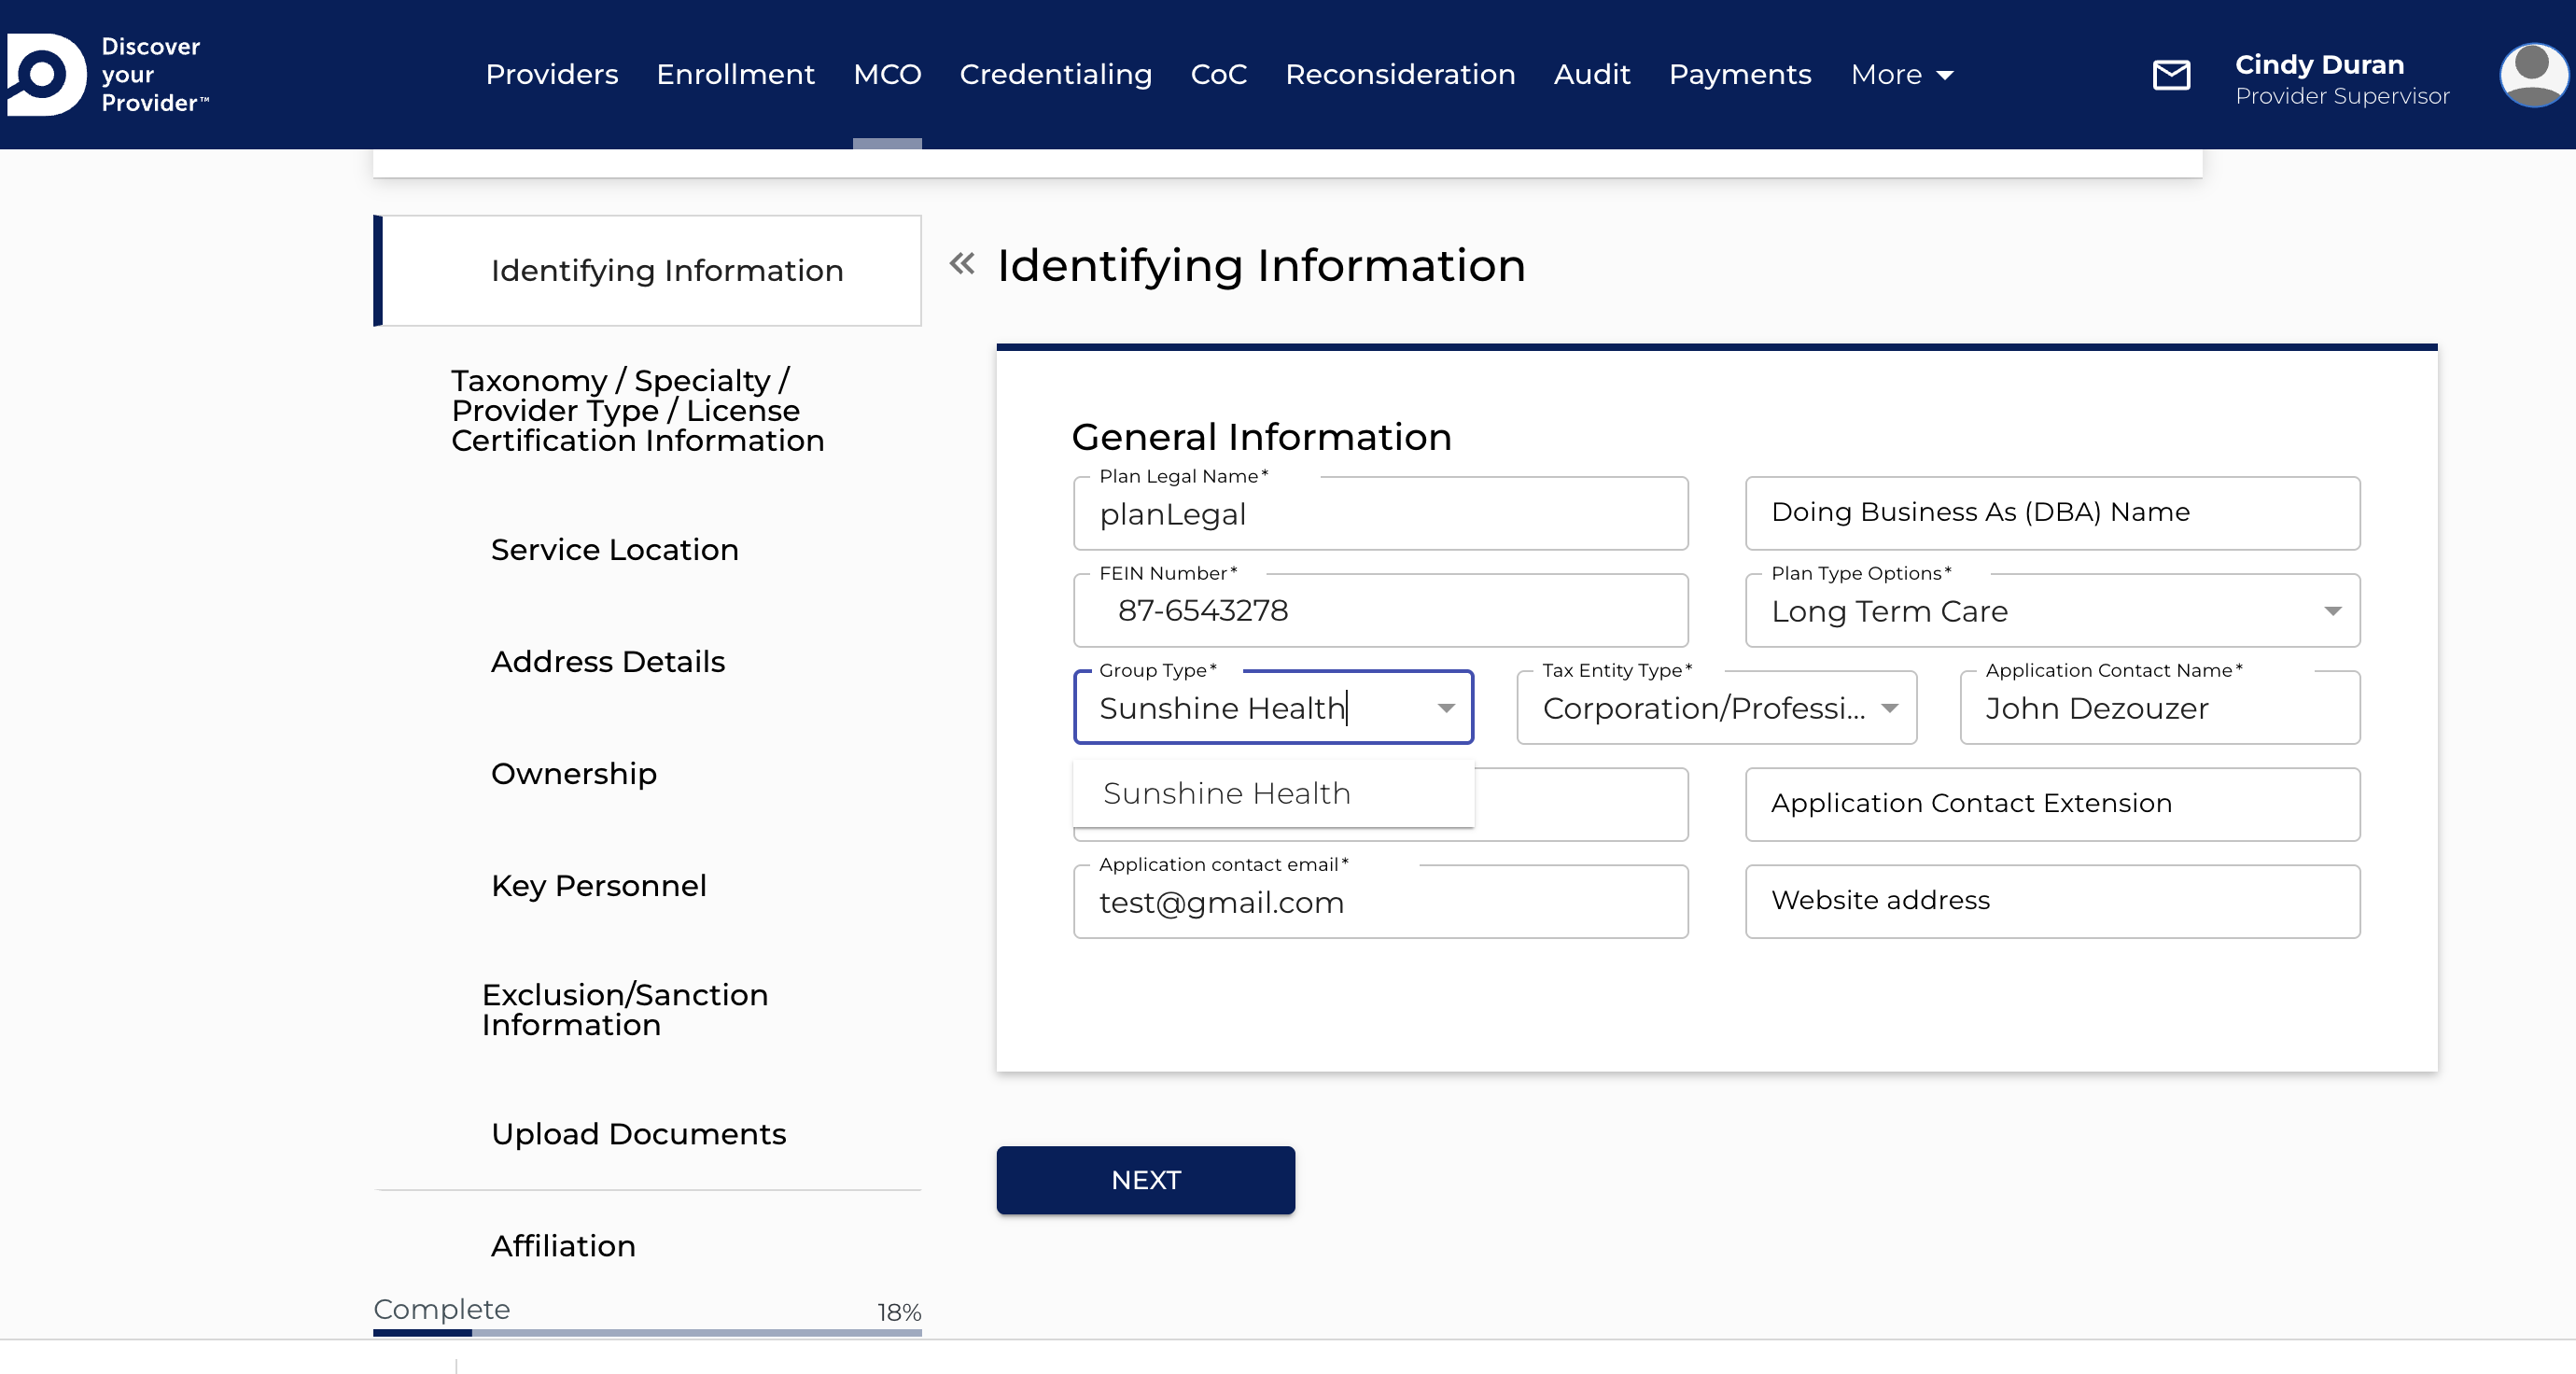 Discover
your
Provider™
Providers
Enrollment
MCO
Credentialing
CoC
Reconsideration
Audit
Payments
More
Cindy Duran
Provider Supervisor
Identifying Information
Taxonomy / Specialty /
Provider Type / License
Certification Information
Service Location
Address Details
Ownership
Key Personnel
Exclusion/Sanction
Information
Upload Documents
Affiliation
Complete
18%
Identifying Information
General Information
Plan Legal Name*
planLegal
Doing Business As (DBA) Name
FEIN Number*
87-6543278
Plan Type Options*
Long Term Care
Group Type*
Sunshine Health
Tax Entity Type*
Corporation/Professi...
Application Contact Name*
John Dezouzer
Sunshine Health
Application Contact Extension
Application contact email*
test@gmail.com
Website address
NEXT